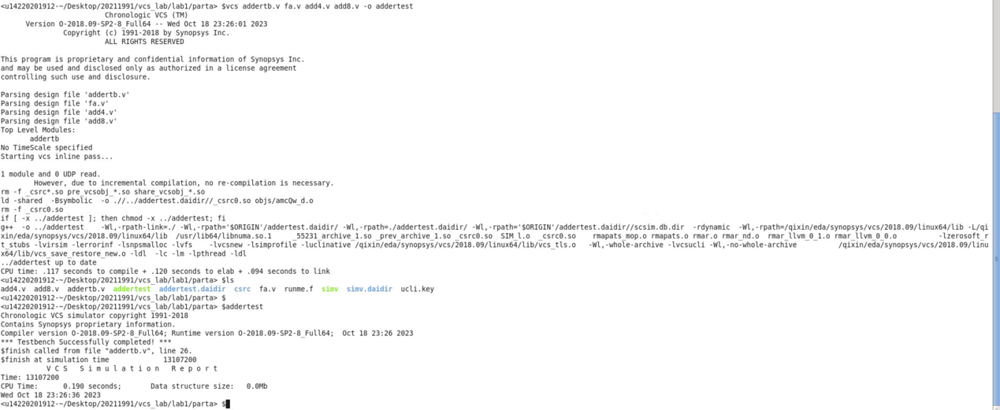 <u14220201912-~/Desktop/20211991/vcs_lab/lab1/parta> $vcs addertb.v fa.v add4.v add8.v -o addertest
Chronologic VCS (TM)
Version O-2018.09-SP2-8_Full64 -- Wed Oct 18 23:26:01 2023
Copyright (c) 1991-2018 by Synopsys Inc.
ALL RIGHTS RESERVED
This program is proprietary and confidential information of Synopsys Inc.
and may be used and disclosed only as authorized in a license agreement
controlling such use and disclosure.
Parsing design file 'addertb.v'
Parsing design file 'fa.v'
Parsing design file 'add4.v'
Parsing design file 'add8.v'
Top Level Modules:
addertb
No TimeScale specified
Starting vcs inline pass...
1 module and 0 UDP read.
However, due to incremental compilation, no re-compilation is necessary.
rm -f _csrc*.so pre_vcsobj_*.so share_vcsobj_*.so
ld -shared  -Bsymbolic  -o .//../addertest.daidir//_csrc0.so objs/amcQw_d.o
rm -f _csrc0.so
if [ -x ../addertest ]; then chmod -x ../addertest; fi
g++  -o ../addertest    -Wl,-rpath-link=./ -Wl,-rpath='$ORIGIN'/addertest.daidir/ -Wl,-rpath=./addertest.daidir/ -Wl,-rpath='$ORIGIN'/addertest.daidir//scsim.db.dir  -rdynamic  -Wl,-rpath=/qixin/eda/synopsys/vcs/2018.09/linux64/lib -L/qi
xin/eda/synopsys/vcs/2018.09/linux64/lib  /usr/lib64/libnuma.so.1     _55231_archive_1.so _prev_archive_1.so _csrc0.so  SIM_l.o  _csrc0.so    rmapats_mop.o rmapats.o rmar.o rmar_nd.o  rmar_llvm_0_1.o rmar_llvm_0_0.o          -lzerosoft_r
t_stubs -lvirsim -lerrorinf -lsnpsmalloc -lvfs    -lvcsnew -lsimprofile -luclinative /qixin/eda/synopsys/vcs/2018.09/linux64/lib/vcs_tls.o   -Wl,-whole-archive -lvcsucli -Wl,-no-whole-archive          /qixin/eda/synopsys/vcs/2018.09/linu
x64/lib/vcs_save_restore_new.o -ldl  -lc -lm -lpthread -ldl
../addertest up to date
CPU time: .117 seconds to compile + .120 seconds to elab + .094 seconds to link
<u14220201912-~/Desktop/20211991/vcs_lab/lab1/parta> $ls
add4.v  add8.v  addertb.v  addertest  addertest.daidir  csrc  fa.v  runme.f  simv  simv.daidir  ucli.key
<u14220201912-~/Desktop/20211991/vcs_lab/lab1/parta> $
<u14220201912-~/Desktop/20211991/vcs_lab/lab1/parta> $addertest
Chronologic VCS simulator copyright 1991-2018
Contains Synopsys proprietary information.
Compiler version O-2018.09-SP2-8_Full64; Runtime version O-2018.09-SP2-8_Full64;  Oct 18 23:26 2023
*** Testbench Successfully completed! ***
$finish called from file "addertb.v", line 26.
$finish at simulation time             13107200
V C S   S i m u l a t i o n   R e p o r t
Time: 13107200
CPU Time:      0.190 seconds;       Data structure size:   0.0Mb
Wed Oct 18 23:26:36 2023
<u14220201912-~/Desktop/20211991/vcs_lab/lab1/parta> $